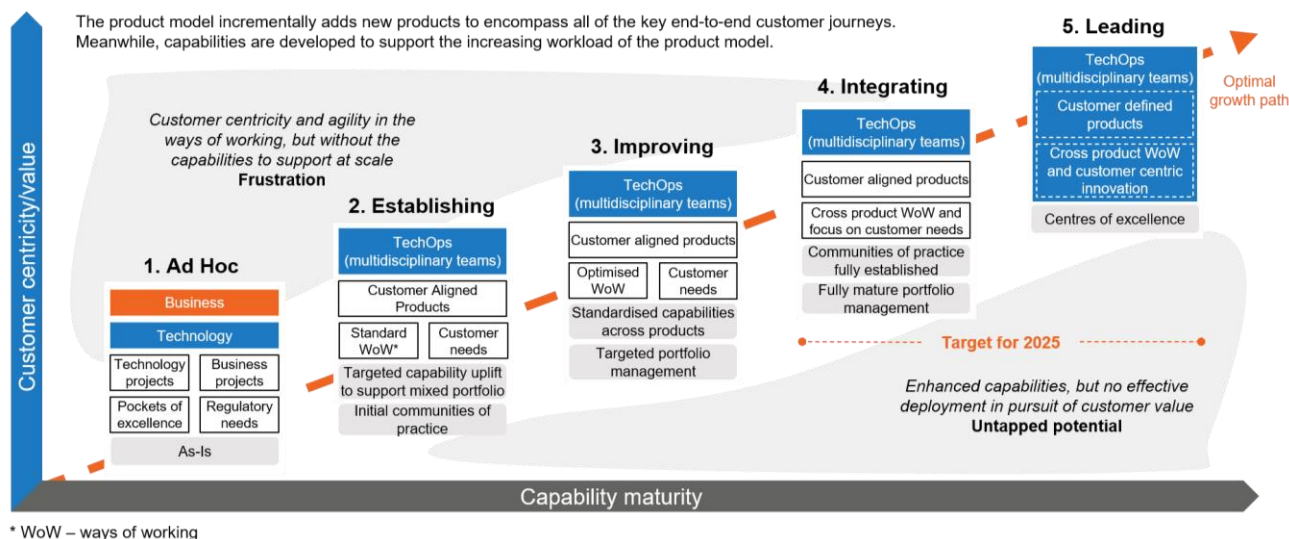 The product model incrementally adds new products to encompass all of the key end-to-end customer journeys.
Meanwhile, capabilities are developed to support the increasing workload of the product model.
Customer centricity/value
Customer centricity and agility in the
ways of working, but without the
capabilities to support at scale
Frustration
1. Ad Hoc
Business
Technology
Technology
projects
Business
projects
Pockets of
excellence
Regulatory
needs
As-Is
2. Establishing
TechOps
(multidisciplinary teams)
Customer Aligned
Products
Standard
WoW*
Customer
needs
Targeted capability uplift
to support mixed portfolio
Initial communities of
practice
3. Improving
TechOps
(multidisciplinary teams)
Customer aligned products
Optimised
WoW
Customer
needs
Standardised capabilities
across products
Targeted portfolio
management
4. Integrating
TechOps
(multidisciplinary teams)
Customer aligned products
Cross product WoW and
focus on customer needs
Communities of practice
fully established
Fully mature portfolio
management
5. Leading
TechOps
(multidisciplinary teams)
Customer defined
products
Cross product WoW
and customer centric
innovation
Centres of excellence
Optimal
growth path
Target for 2025
Enhanced capabilities, but no effective
deployment in pursuit of customer value
Untapped potential
Capability maturity
* WoW – ways of working